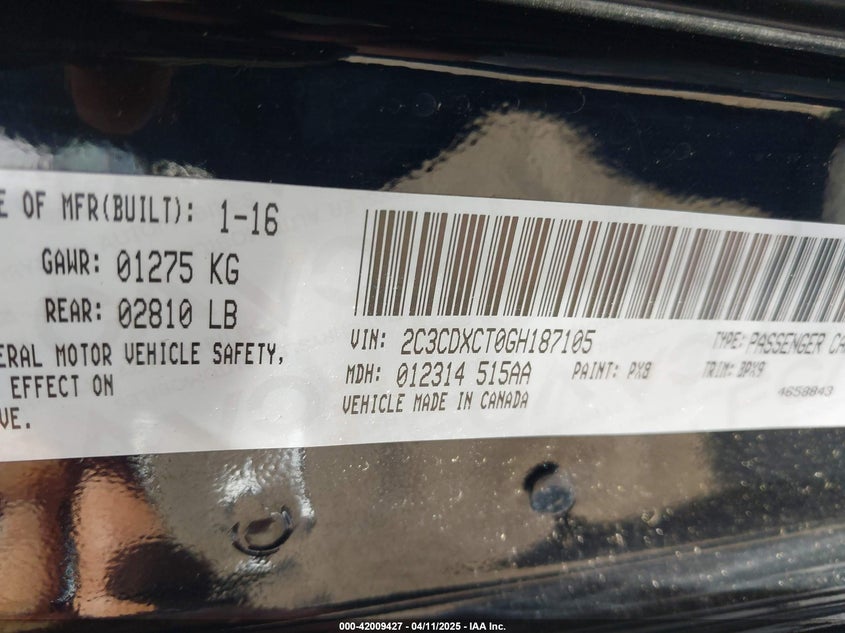 E OF MFR(BUILT): 1-16
GAWR: 01275 KG
REAR: 02810 LB
ERAL MOTOR VEHICLE SAFETY,
EFFECT ON
VE.
VIN: 2C3CDXCT0GH187105
TYPE: PASSENGER CA
MDH: 012314 515AA
PAINT: PX8
TRIM: BPX9
VEHICLE MADE IN CANADA
4658843
000-42009427 - 04/11/2025 - IAA Inc.